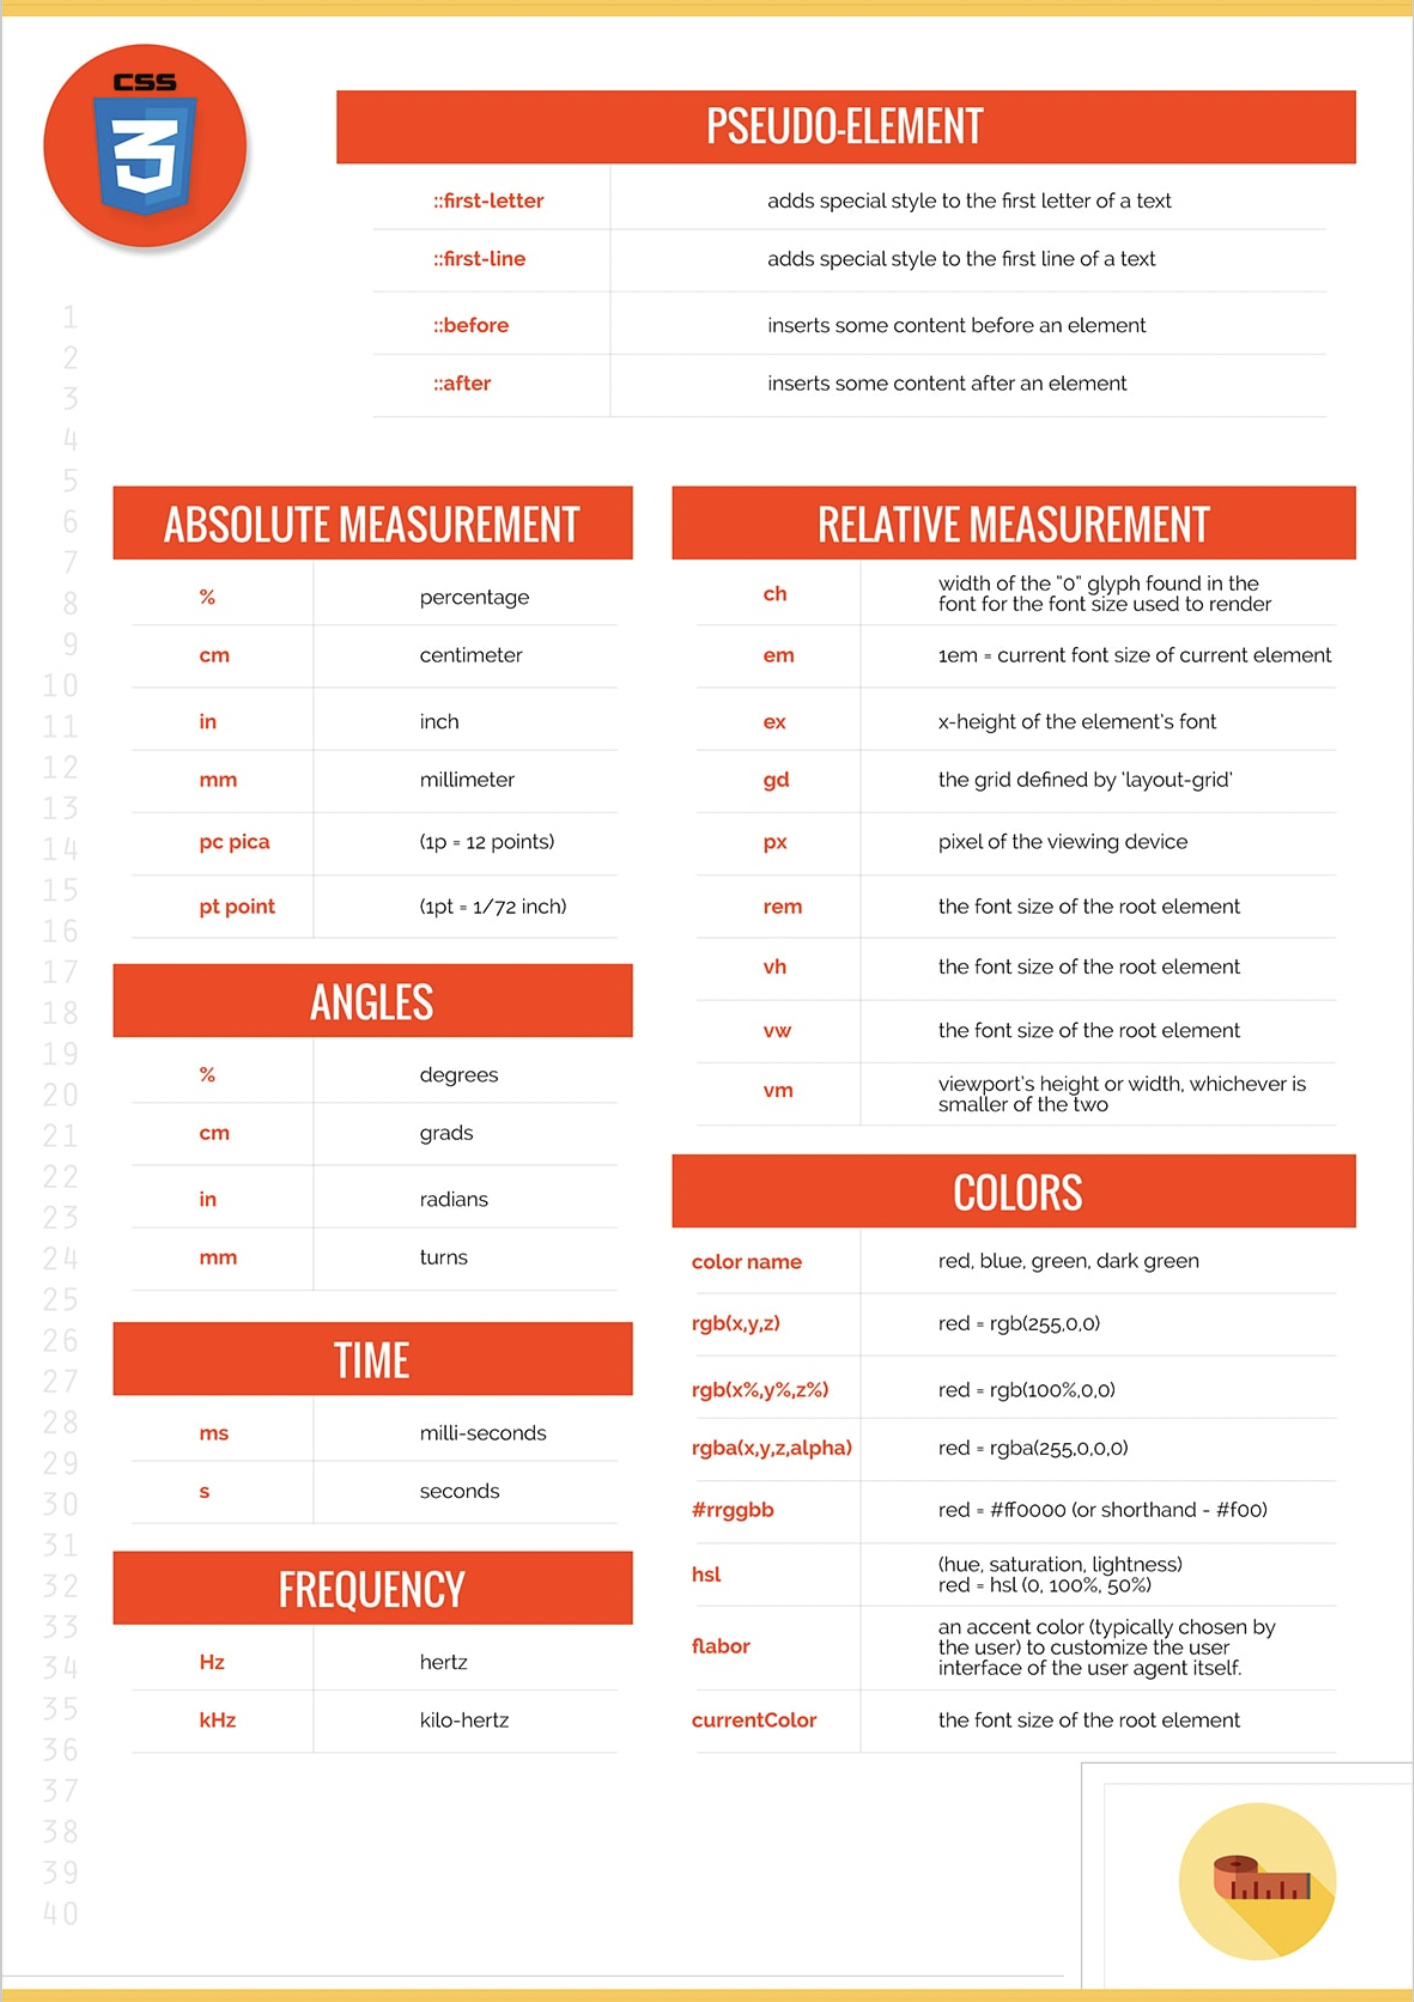 CSS
3
PSEUDO-ELEMENT
::first-letter adds special style to the first letter of a text
::first-line adds special style to the first line of a text
::before inserts some content before an element
::after inserts some content after an element
1
2
3
4
5
6
7
8
9
10
11
12
13
14
15
16
17
18
19
20
21
22
23
24
25
26
27
28
29
30
31
32
33
34
35
36
37
38
39
40
ABSOLUTE MEASUREMENT
% percentage
cm centimeter
in inch
mm millimeter
pc pica (1p = 12 points)
pt point (1pt = 1/72 inch)
ANGLES
% degrees
cm grads
in radians
mm turns
TIME
ms milli-seconds
s seconds
FREQUENCY
Hz hertz
kHz kilo-hertz
RELATIVE MEASUREMENT
ch width of the "0" glyph found in the
font for the font size used to render
em 1em = current font size of current element
ex x-height of the element's font
gd the grid defined by 'layout-grid'
px pixel of the viewing device
rem the font size of the root element
vh the font size of the root element
vw the font size of the root element
vm viewport's height or width, whichever is
smaller of the two
COLORS
color name red, blue, green, dark green
rgb(x,y,z) red = rgb(255,0,0)
rgb(x%,y%,z%) red = rgb(100%,0,0)
rgba(x,y,z,alpha) red = rgba(255,0,0,0)
#rrggbb red = #ff0000 (or shorthand - #f00)
hsl (hue, saturation, lightness)
red = hsl (0, 100%, 50%)
flabor an accent color (typically chosen by
the user) to customize the user
interface of the user agent itself.
currentColor the font size of the root element